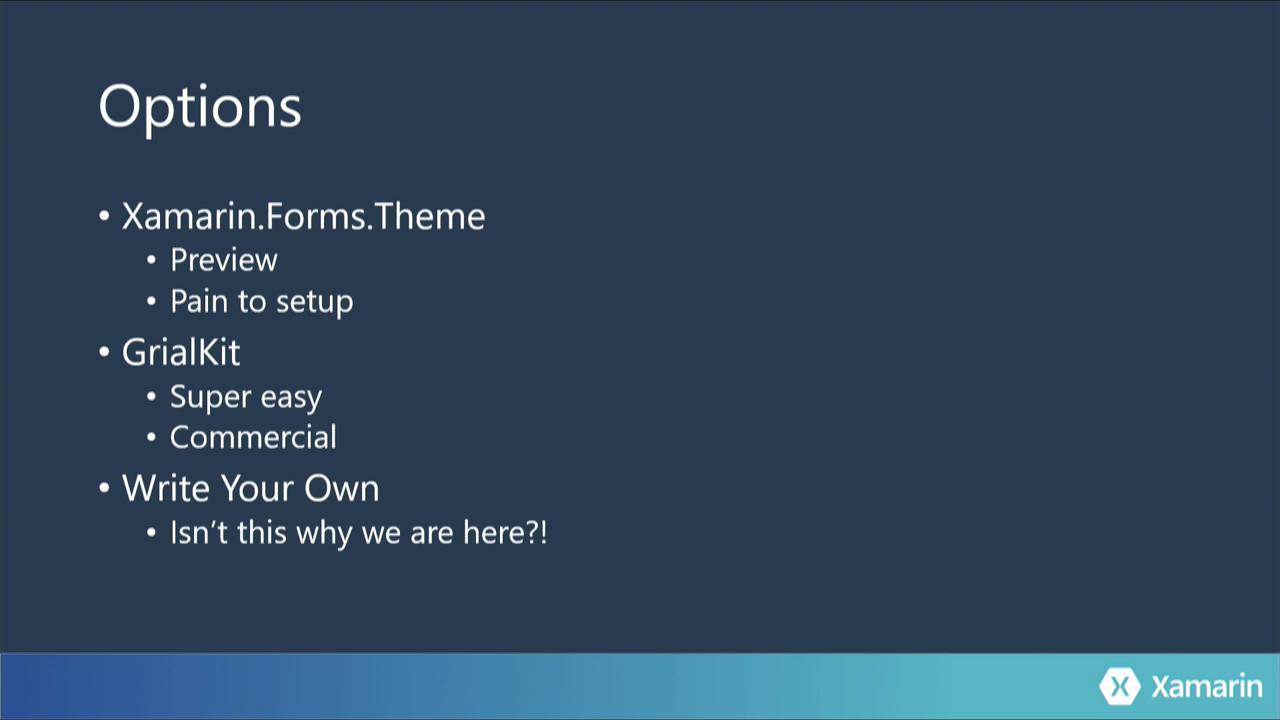 Options
• Xamarin.Forms.Theme
• Preview
• Pain to setup
• GrialKit
• Super easy
• Commercial
• Write Your Own
• Isn’t this why we are here?!
Xamarin